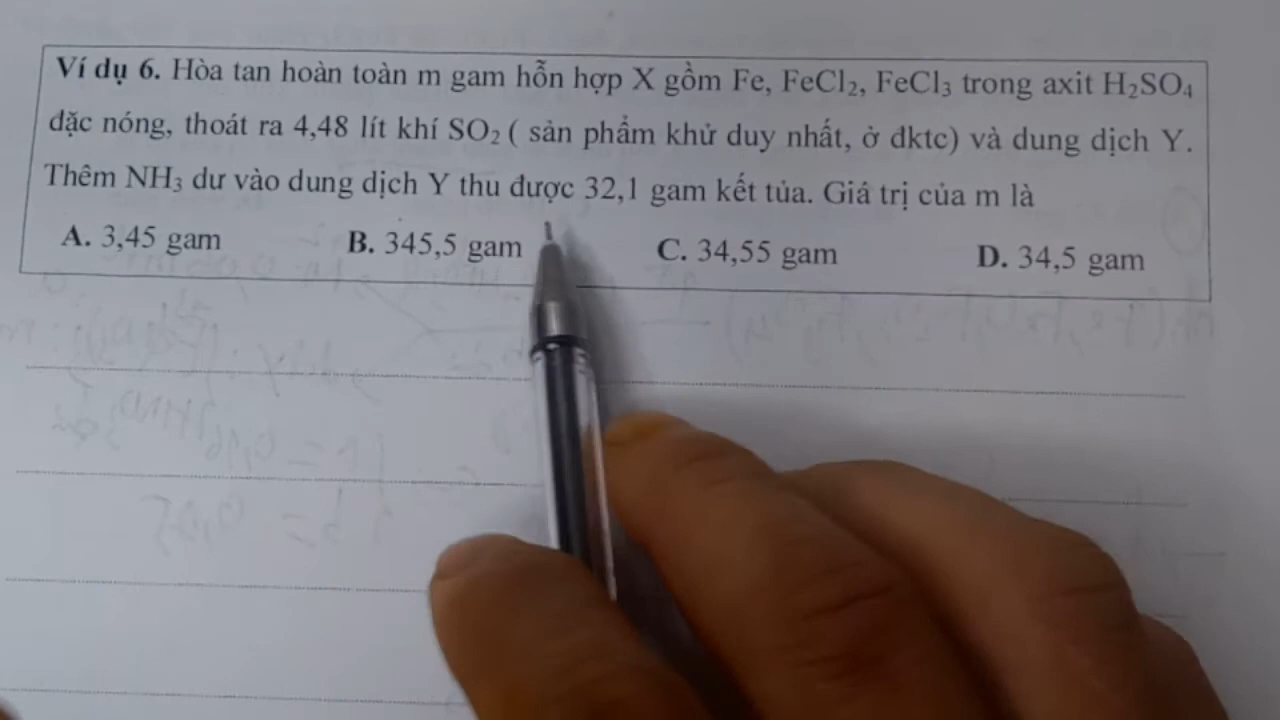 Ví dụ 6. Hòa tan hoàn toàn m gam hỗn hợp X gồm Fe, FeCl₂, FeCl₃ trong axit H₂SO₄
đặc nóng, thoát ra 4,48 lít khí SO₂ ( sản phẩm khử duy nhất, ở đktc) và dung dịch Y.
Thêm NH₃ dư vào dung dịch Y thu được 32,1 gam kết tủa. Giá trị của m là
A. 3,45 gam B. 345,5 gam C. 34,55 gam D. 34,5 gam